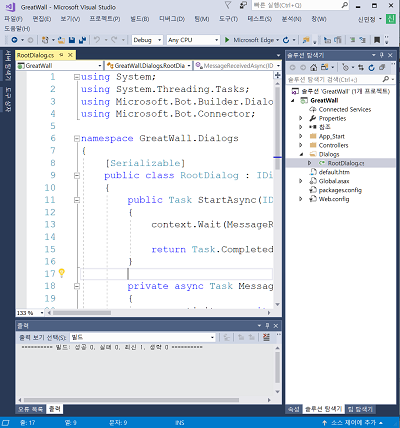 GreatWall - Microsoft Visual Studio
빠른 실행(Ctrl+Q)
파일(F) 편집(E) 보기(V) 프로젝트(P) 빌드(B) 디버그(D) 팀(M) 도구(T) 테스트(S) 분석(N) 창(W) 신민정
도움말(H)
Debug Any CPU Microsoft Edge
서버 탐색기
도구 상자
RootDialog.cs
GreatWall GreatWall.Dialogs.RootDia MessageReceivedAsync(ID
1 using System;
2 using System.Threading.Tasks;
3 using Microsoft.Bot.Builder.Dialo
4 using Microsoft.Bot.Connector;
5
6 namespace GreatWall.Dialogs
7 {
8 [Serializable]
9 public class RootDialog : IDi
10 {
11 public Task StartAsync(ID
12 {
13 context.Wait(MessageR
14
15 return Task.Completed
16 }
17
18 private async Task Messag
19 {
133 %
출력
출력 보기 선택(S): 빌드
========== 빌드: 성공 0, 실패 0, 최신 1, 생략 0 ==========
오류 목록 출력
솔루션 탐색기
솔루션 탐색기 검색(Ctrl+;)
솔루션 'GreatWall' (1개 프로젝트)
GreatWall
Connected Services
Properties
참조
App_Start
Controllers
Dialogs
RootDialog.cs
default.htm
Global.asax
packages.config
Web.config
속성 솔루션 탐색기 팀 탐색기
줄: 17 열: 9 문자: 9 INS 소스 제어에 추가